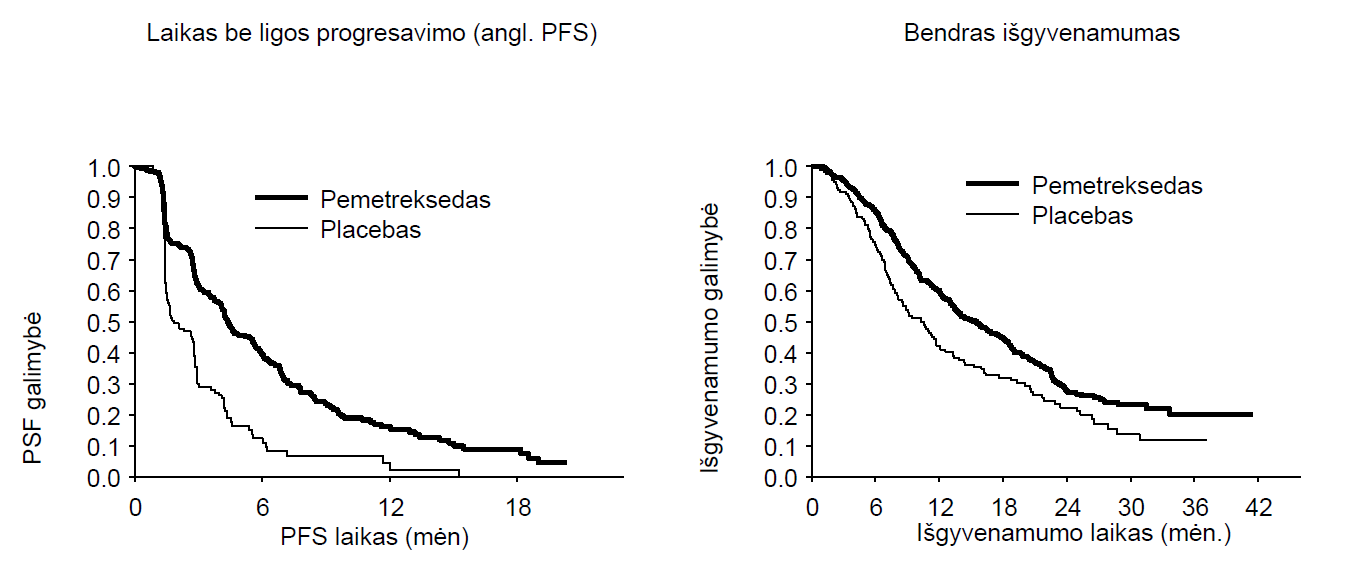 Laikas be ligos progresavimo (angl. PFS)
PSF galimybė
1.0
0.9
0.8
0.7
0.6
0.5
0.4
0.3
0.2
0.1
0.0
Pemetreksedas
Placebas
0 6 12 18
PFS laikas (mėn)
Bendras išgyvenamumas
Išgyvenamumo galimybė
1.0
0.9
0.8
0.7
0.6
0.5
0.4
0.3
0.2
0.1
0.0
Pemetreksedas
Placebas
0 6 12 18 24 30 36 42
Išgyvenamumo laikas (mėn.)